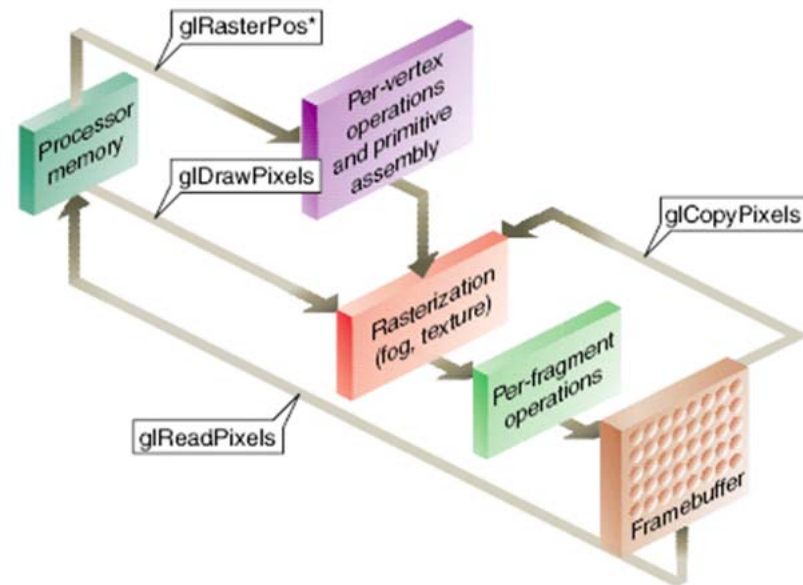 glRasterPos*
Per-vertex
operations
and primitive
assembly
Processor
memory
glDrawPixels
glCopyPixels
Rasterization
(fog, texture)
Per-fragment
operations
glReadPixels
Framebuffer